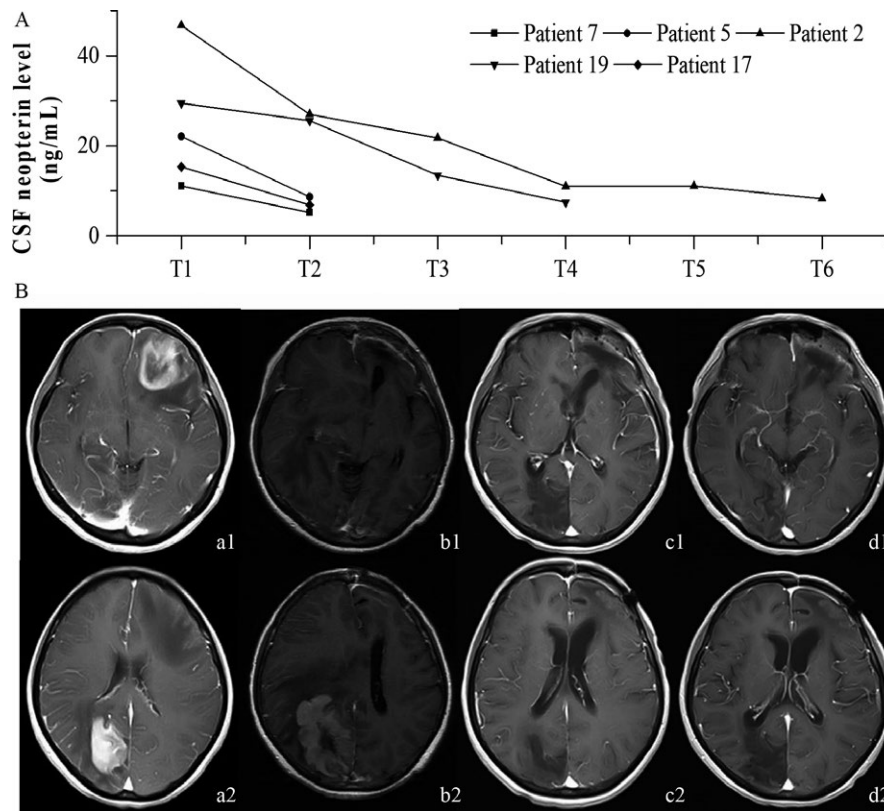 A
Patient 7
Patient 5
Patient 2
Patient 19
Patient 17
CSF neopterin level
(ng/mL)
40
20
0
T1
T2
T3
T4
T5
T6
B
a1
b1
c1
d1
a2
b2
c2
d2